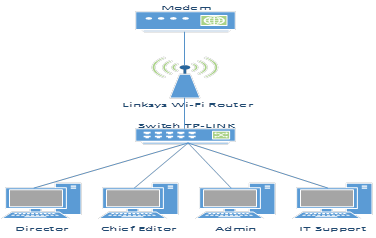 Modem
Linksys Wi-Fi Router
Switch TP-LINK
Director
Chief Editor
Admin
IT Support